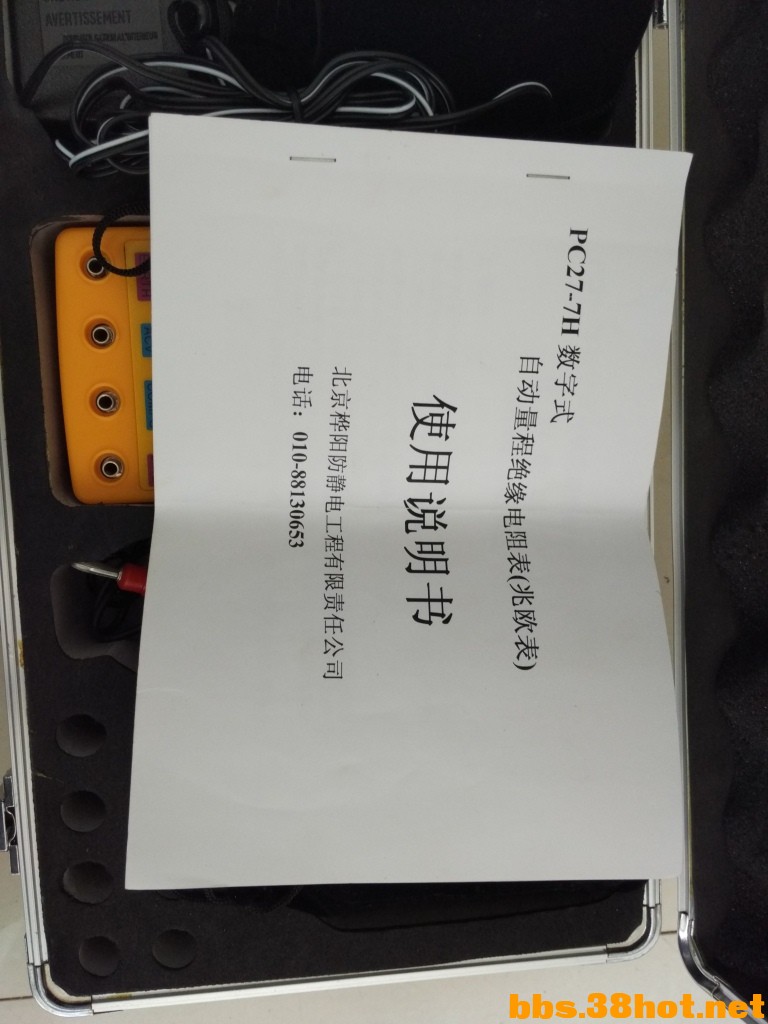 AVERTISSEMENT
PC27-7H 数字式
自动量程绝缘电阻表(兆欧表)
使用说明书
北京桦阳防静电工程有限责任公司
电话：010-88130653
bbs.38hot.net